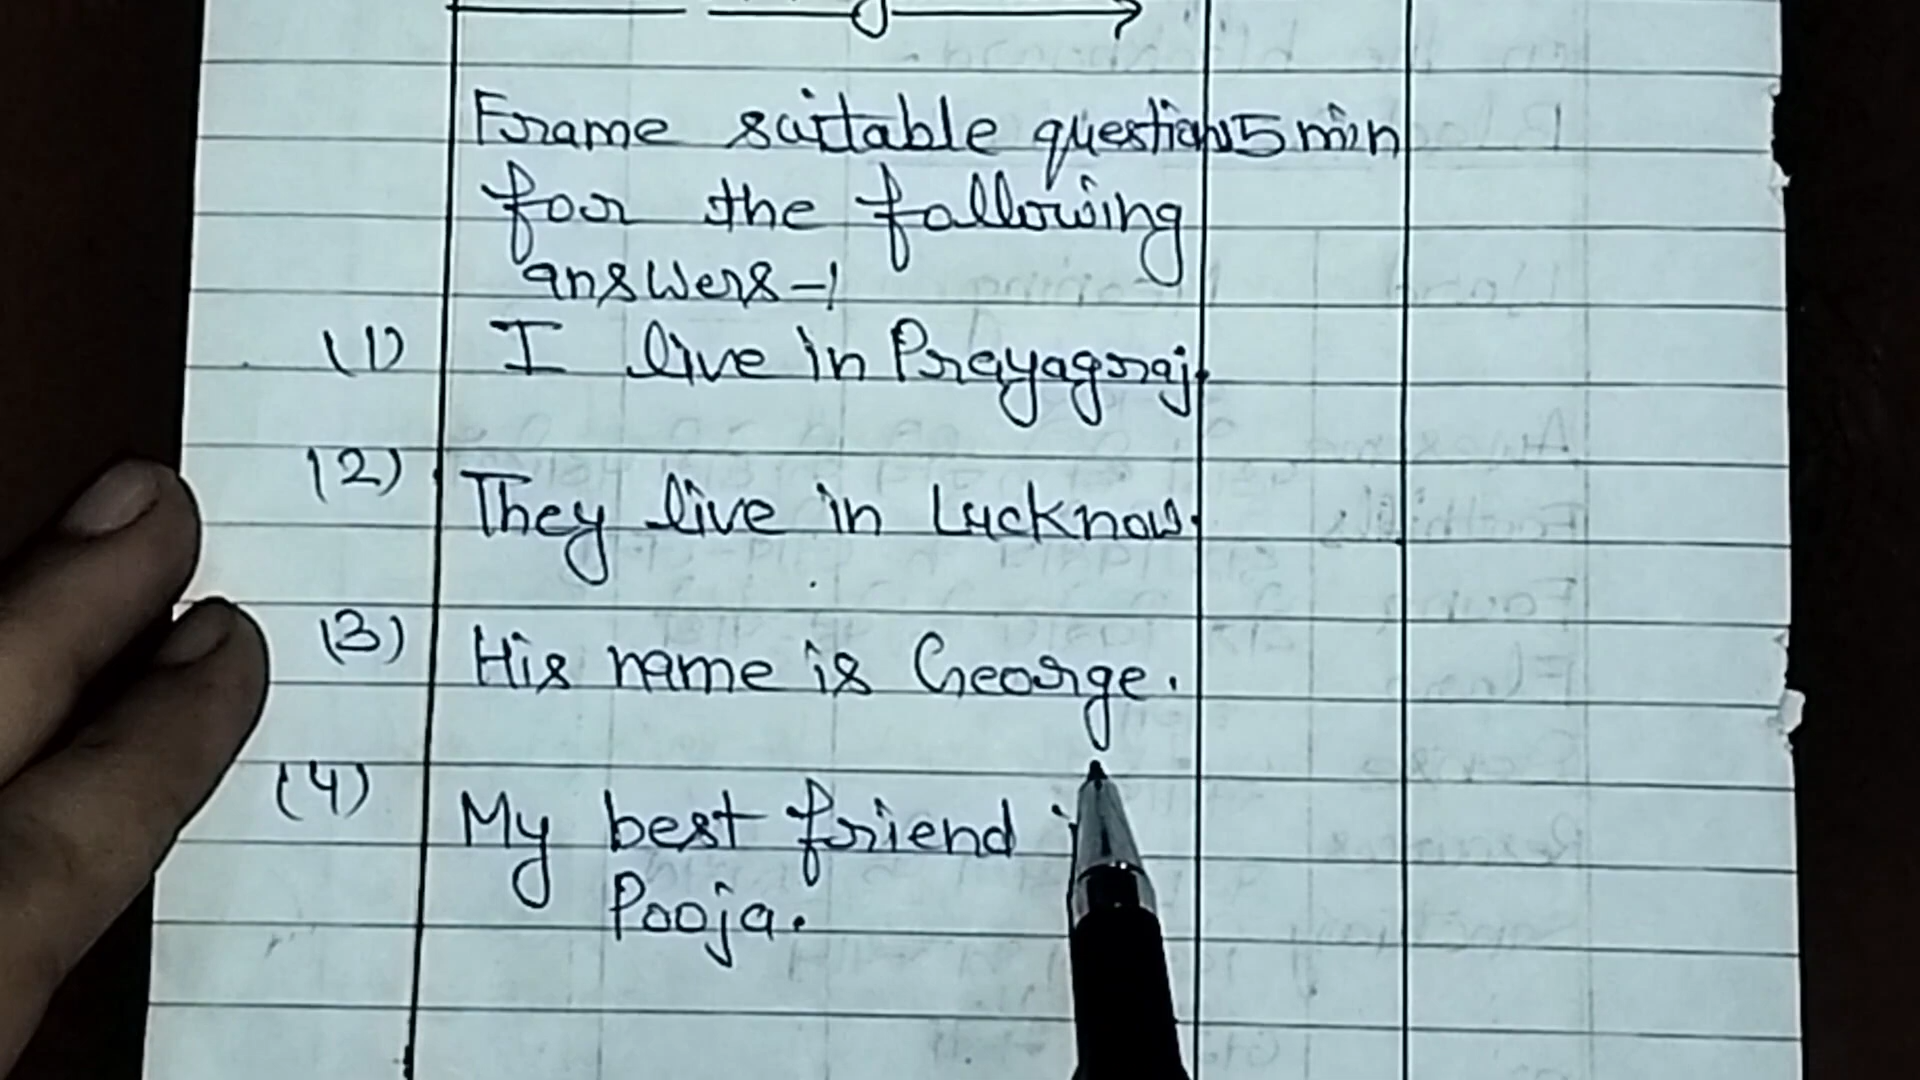 Frame suitable questions 5 min
for the following
answers-!
(1) I live in Prayagraj.
(2) They live in Lucknow.
(3) His name is George.
(4) My best friend
Pooja.